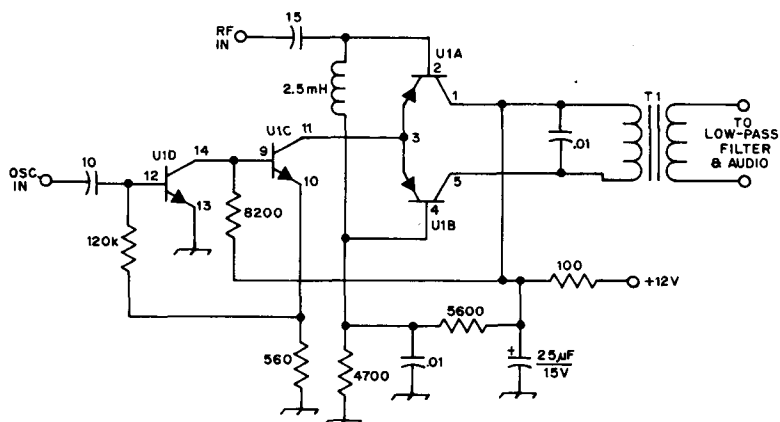 15
RF
IN
U1A
2
2.5mH
1
T1
U1C
11
3
TO
LOW-PASS
FILTER
& AUDIO
.01
10
U1D
14
9
OSC.
IN
12
10
5
13
8200
4
U1B
120k
100
+12V
5600
560
4700
.01
+
25µF
15V